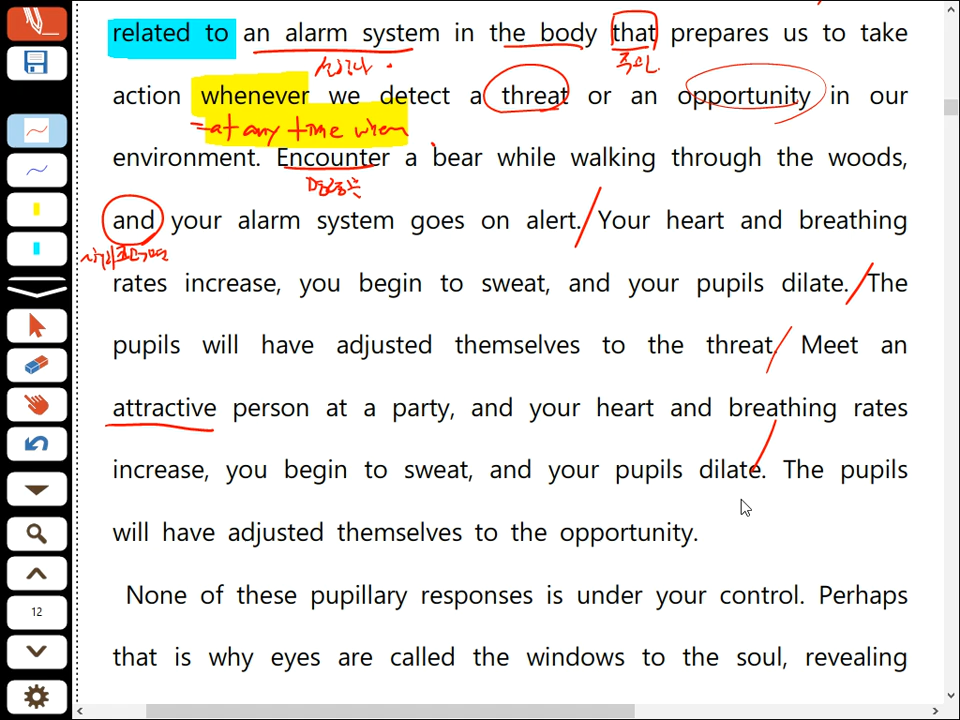 related to an alarm system in the body that prepares us to take
action whenever we detect a threat or an opportunity in our
=at any time when
environment. Encounter a bear while walking through the woods,
and your alarm system goes on alert. Your heart and breathing
rates increase, you begin to sweat, and your pupils dilate. The
pupils will have adjusted themselves to the threat. Meet an
attractive person at a party, and your heart and breathing rates
increase, you begin to sweat, and your pupils dilate. The pupils
will have adjusted themselves to the opportunity.
12
None of these pupillary responses is under your control. Perhaps
that is why eyes are called the windows to the soul, revealing